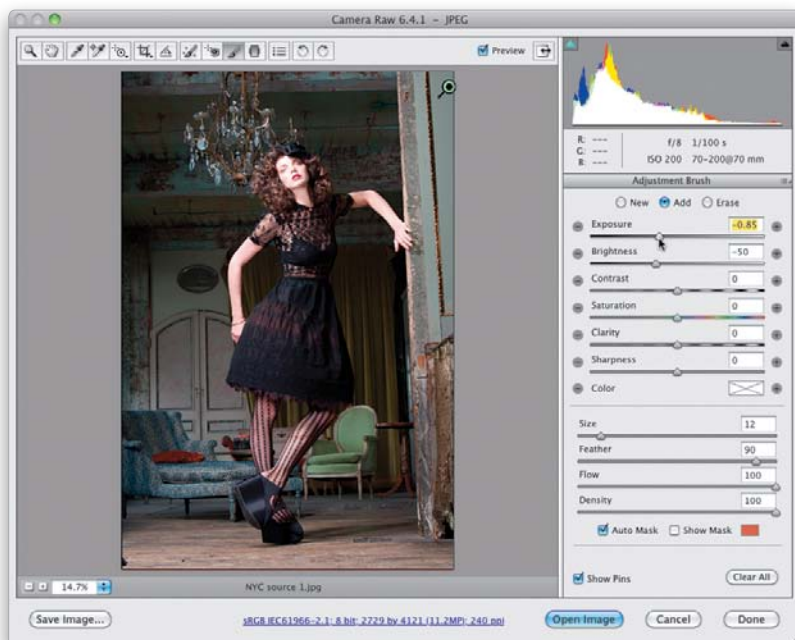 Camera Raw 6.4.1 – JPEG
Preview
R: ---
G: ---
B: ---
f/8 1/100 s
ISO 200 70-200@70 mm
Adjustment Brush
New Add Erase
Exposure -0.85
Brightness -50
Contrast 0
Saturation 0
Clarity 0
Sharpness 0
Color
Size 12
Feather 90
Flow 100
Density 100
Auto Mask Show Mask
Show Pins Clear All
14.7% NYC source 1.jpg
Save Image... sRGB IEC61966-2.1; 8 bit; 2729 by 4121 (11.2MP); 240 ppi Open Image Cancel Done